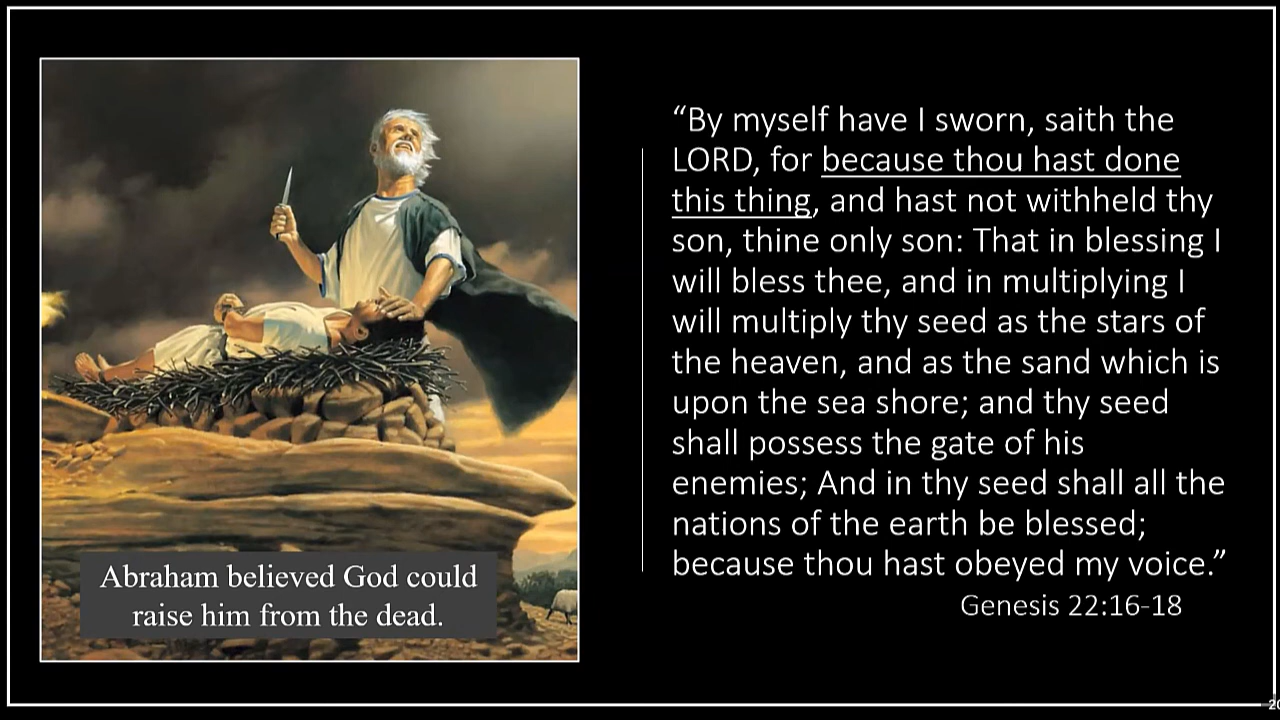 “By myself have I sworn, saith the
LORD, for because thou hast done
this thing, and hast not withheld thy
son, thine only son: That in blessing I
will bless thee, and in multiplying I
will multiply thy seed as the stars of
the heaven, and as the sand which is
upon the sea shore; and thy seed
shall possess the gate of his
enemies; And in thy seed shall all the
nations of the earth be blessed;
because thou hast obeyed my voice.”
Genesis 22:16-18
Abraham believed God could
raise him from the dead.